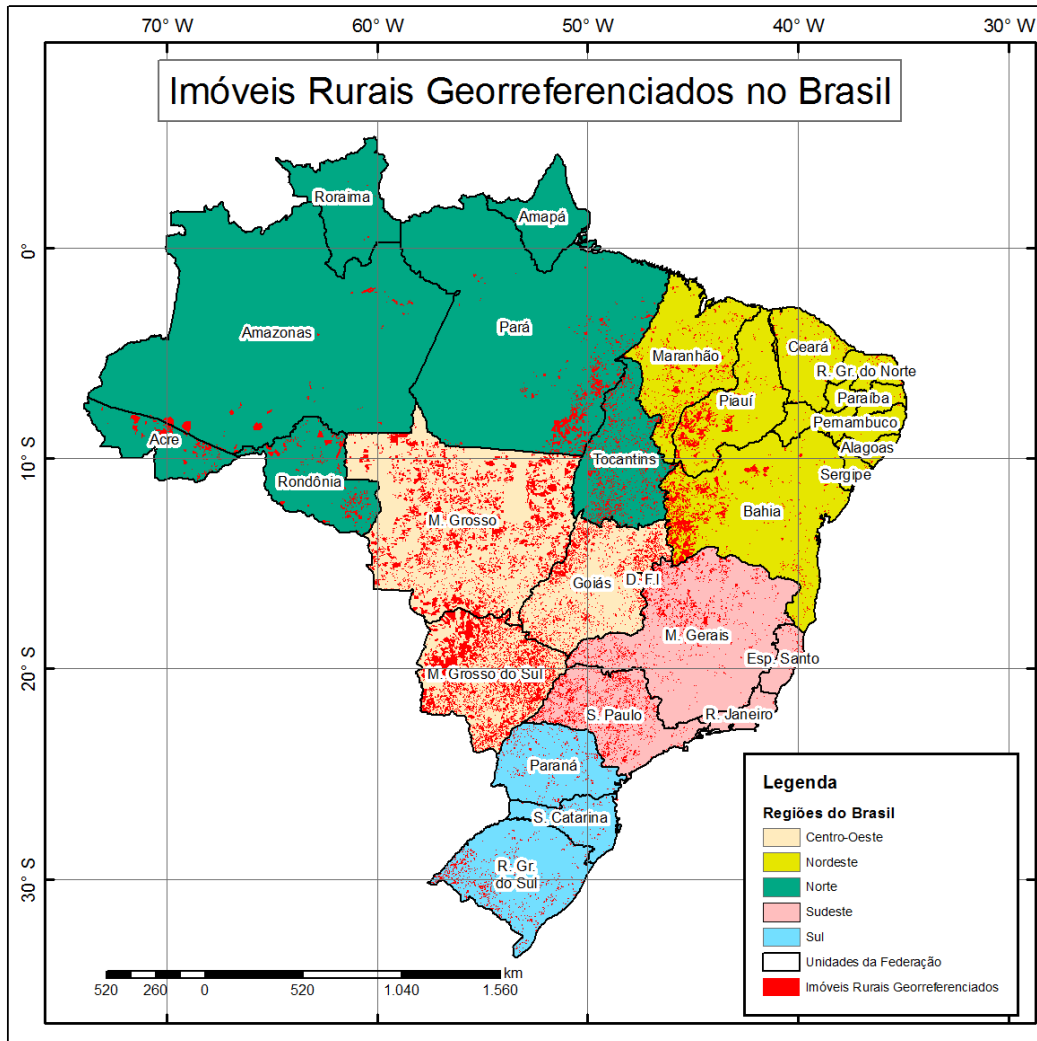 70° W 60° W 50° W 40° W 30° W
Imóveis Rurais Georreferenciados no Brasil
Roraima
Amapá
0°
Amazonas
Pará
Maranhão
Ceará
R. Gr. do Norte
Piauí
Paraíba
Pernambuco
Acre
Alagoas
10° S
Tocantins
Sergipe
Rondônia
Bahia
M. Grosso
Goiás
D. F.l
M. Gerais
Esp. Santo
20° S
M. Grosso do Sul
S. Paulo
R. Janeiro
Paraná
S. Catarina
R. Gr.
do Sul
30° S
Legenda
Regiões do Brasil
Centro-Oeste
Nordeste
Norte
Sudeste
Sul
Unidades da Federação
Imóveis Rurais Georreferenciados
km
520 260 0 520 1.040 1.560